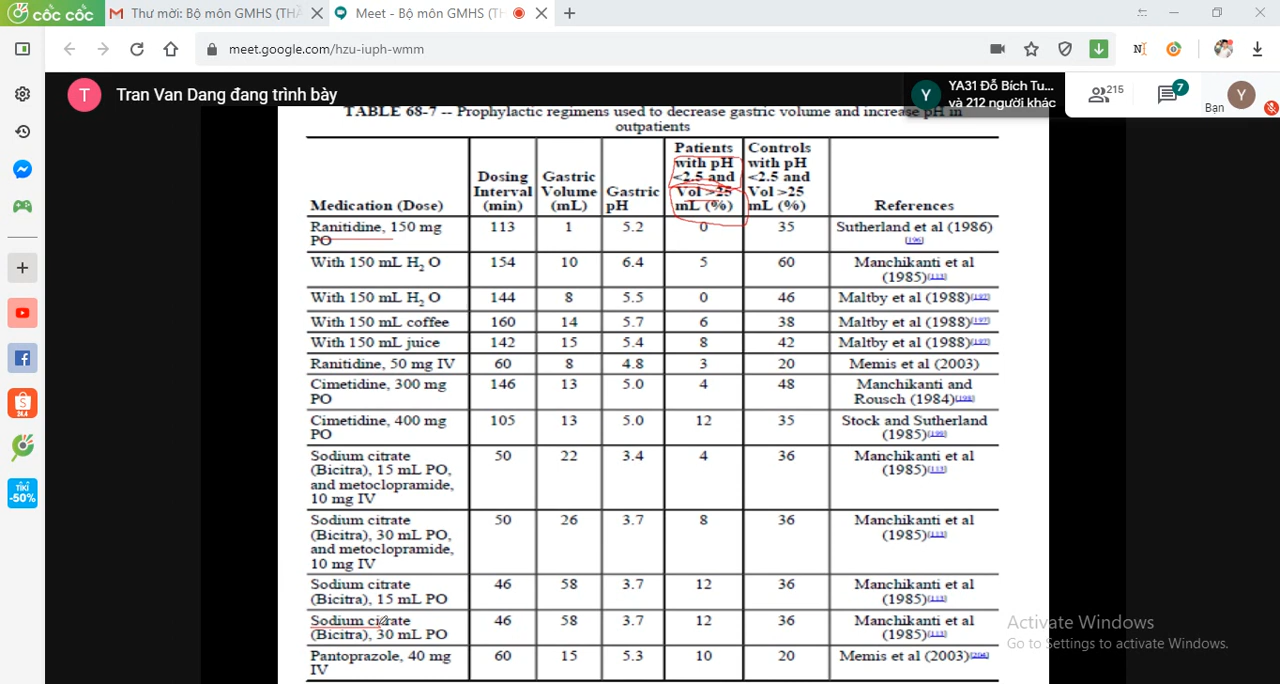 cốc cốc
Thư mời: Bộ môn GMHS (TH
Meet - Bộ môn GMHS (TH
meet.google.com/hzu-iuph-wmm
T Tran Van Dang đang trình bày
Y YA31 Đỗ Bích Tu...
và 212 người khác
215
7
Bạn
Y
TABLE 68-7 -- Prophylactic regimens used to decrease gastric volume and increase pH in
outpatients
Medication (Dose) Dosing Interval (min) Gastric Volume (mL) Gastric pH Patients with pH <2.5 and Vol >25 mL (%) Controls with pH <2.5 and Vol >25 mL (%) References
Ranitidine, 150 mg PO 113 1 5.2 0 35 Sutherland et al (1986) [196]
With 150 mL H2 O 154 10 6.4 5 60 Manchikanti et al (1985)
With 150 mL H2 O 144 8 5.5 0 46 Maltby et al (1988)[197]
With 150 mL coffee 160 14 5.7 6 38 Maltby et al (1988)[197]
With 150 mL juice 142 15 5.4 8 42 Maltby et al (1988)[197]
Ranitidine, 50 mg IV 60 8 4.8 3 20 Memis et al (2003)
Cimetidine, 300 mg PO 146 13 5.0 4 48 Manchikanti and Rousch (1984)[198]
Cimetidine, 400 mg PO 105 13 5.0 12 35 Stock and Sutherland (1985)[199]
Sodium citrate (Bicitra), 15 mL PO, and metoclopramide, 10 mg IV 50 22 3.4 4 36 Manchikanti et al (1985)
Sodium citrate (Bicitra), 30 mL PO, and metoclopramide, 10 mg IV 50 26 3.7 8 36 Manchikanti et al (1985)
Sodium citrate (Bicitra), 15 mL PO 46 58 3.7 12 36 Manchikanti et al (1985)
Sodium citrate (Bicitra), 30 mL PO 46 58 3.7 12 36 Manchikanti et al (1985)
Pantoprazole, 40 mg IV 60 15 5.3 10 20 Memis et al (2003)
Activate Windows
Go to Settings to activate Windows.
TIKI
-50%